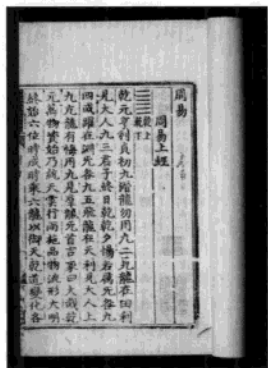 周易
周易上經
乾上
乾下
乾元亨利貞初九潛龍勿用九二見龍在田利
見大人九三君子終日乾乾夕惕若厲无咎九
四或躍在淵无咎九五飛龍在天利見大人上
九亢龍有悔用九見羣龍无首吉彖曰大哉乾
元萬物資始乃統天雲行雨施品物流形大明
終始六位時成時乘六龍以御天乾道變化各